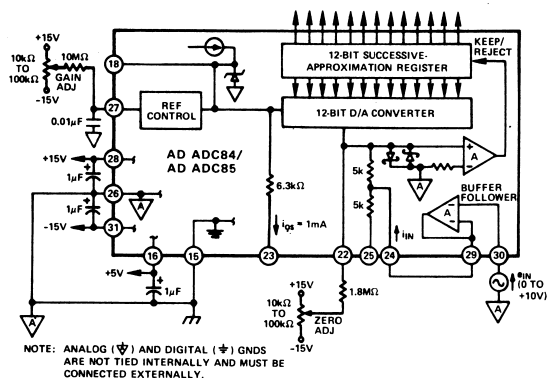 +15V
10kΩ
TO
100kΩ
10MΩ
GAIN
ADJ
-15V
0.01μF
18
27
REF
CONTROL
KEEP/
REJECT
12-BIT SUCCESSIVE-
APPROXIMATION REGISTER
12-BIT D/A CONVERTER
AD ADC84/
AD ADC85
+15V
28
1μF
26
A
1μF
-15V
31
6.3kΩ
iOS = 1mA
5k
5k
iIN
A
A
BUFFER
FOLLOWER
A
16
15
23
22
25
24
29
30
+5V
1μF
A
+15V
10kΩ
TO
100kΩ
1.8MΩ
ZERO
ADJ
-15V
eIN
(0 TO
+10V)
A
NOTE: ANALOG (A) AND DIGITAL (⏚) GNDS
ARE NOT TIED INTERNALLY AND MUST BE
CONNECTED EXTERNALLY.